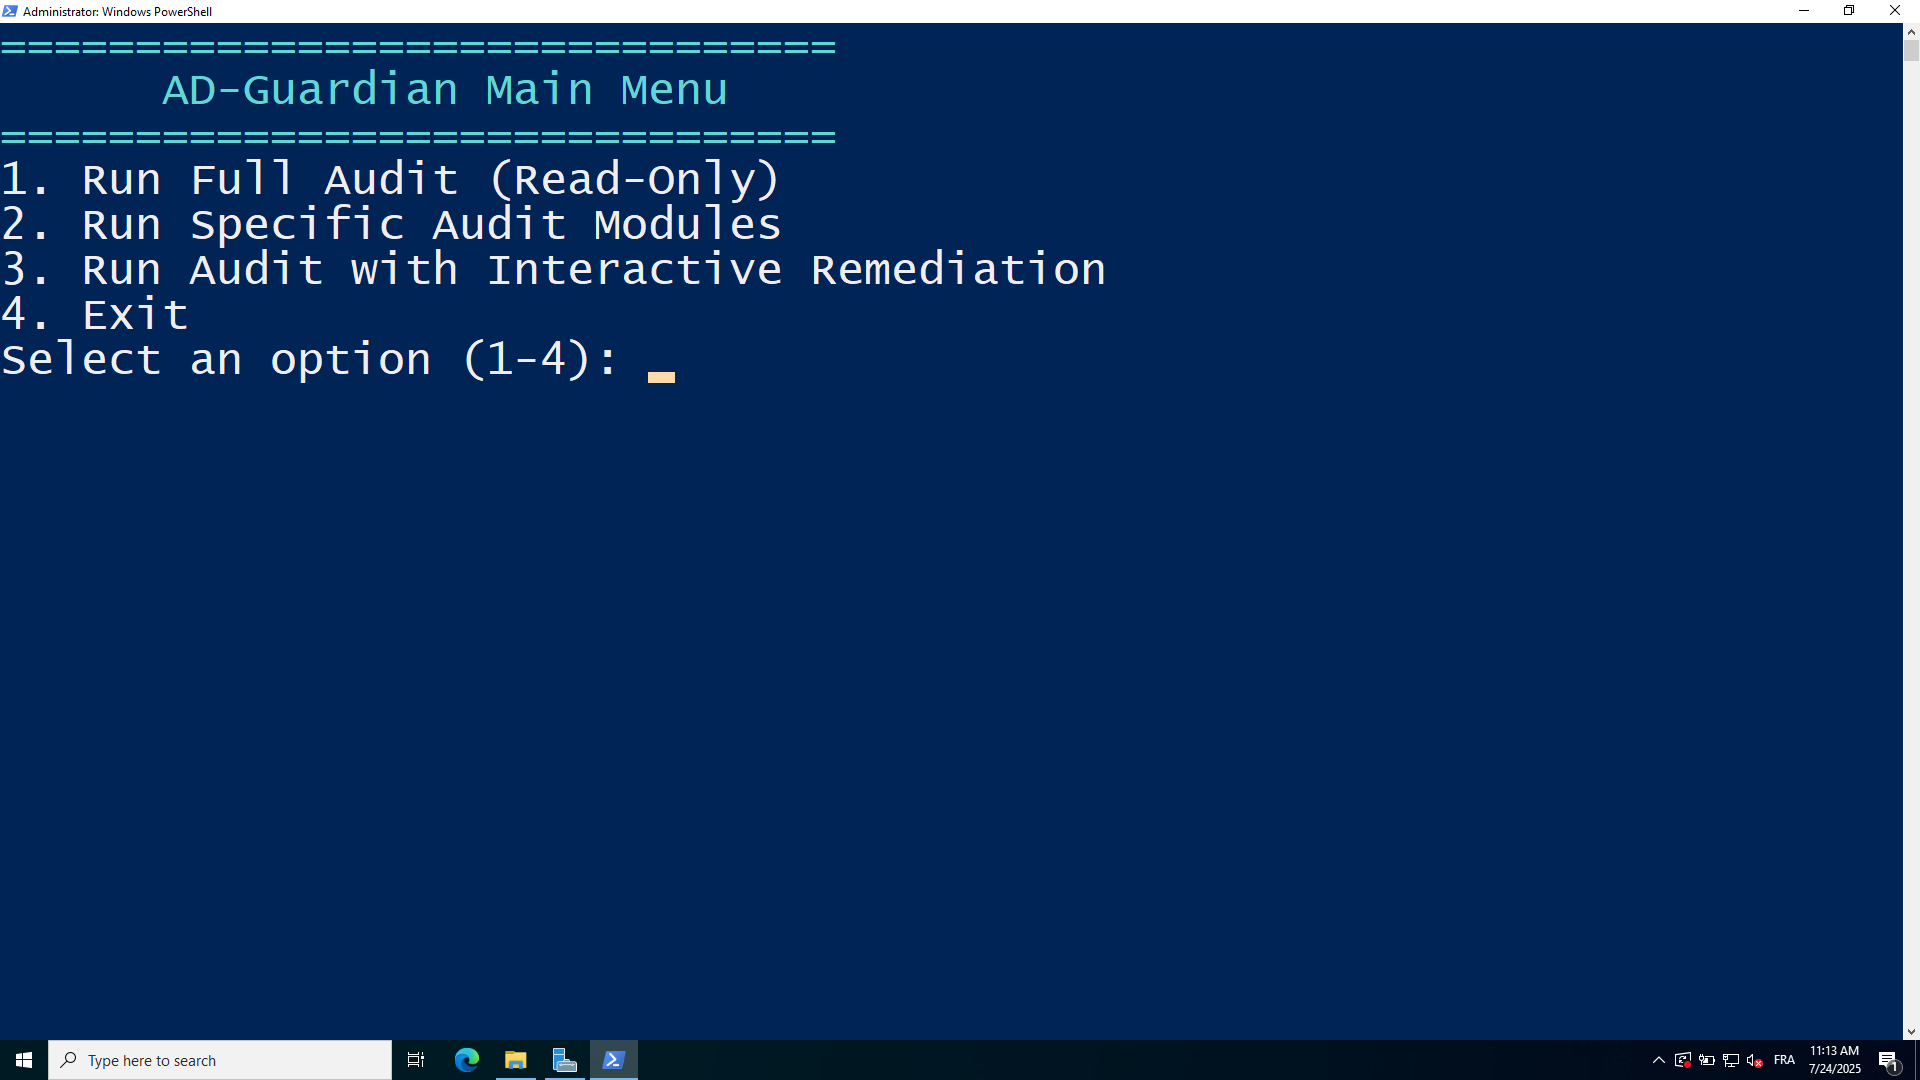 Administrator: Windows PowerShell
===============================
AD-Guardian Main Menu
===============================
1. Run Full Audit (Read-Only)
2. Run Specific Audit Modules
3. Run Audit with Interactive Remediation
4. Exit
Select an option (1-4): _
Type here to search
FRA
11:13 AM
7/24/2025
1